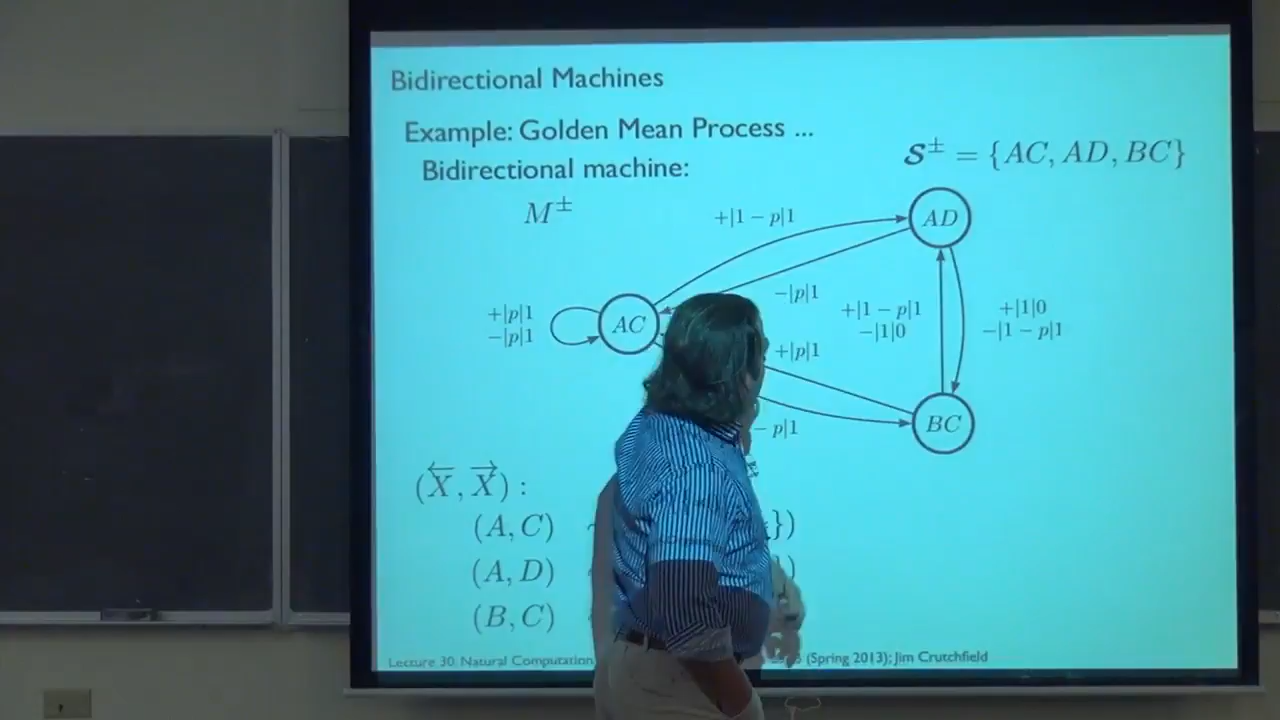 Bidirectional Machines
Example: Golden Mean Process ...
Bidirectional machine:
S± = {AC, AD, BC}
M±
+|1 − p|1
AD
−|p|1
+|p|1
−|p|1
AC
+|1 − p|1
−|1|0
+|1|0
−|1 − p|1
+|p|1
− p|1
BC
(X⃖, X⃗) :
(A, C)
})
(A, D)
)
(B, C)
Lecture 30: Natural Computation
(Spring 2013); Jim Crutchfield